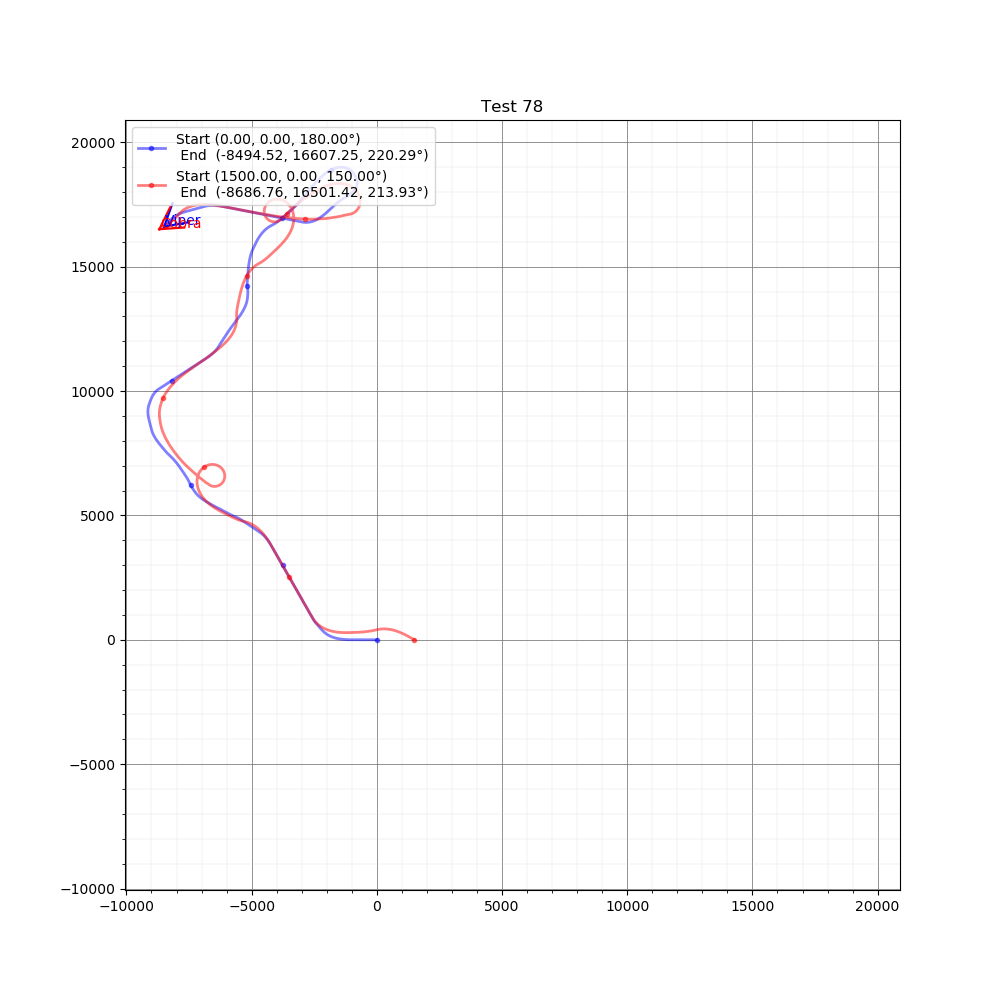 Test 78
Start (0.00, 0.00, 180.00°)
End (-8494.52, 16607.25, 220.29°)
Start (1500.00, 0.00, 150.00°)
End (-8686.76, 16501.42, 213.93°)
20000
15000
10000
5000
0
−5000
−10000
−10000 −5000 0 5000 10000 15000 20000